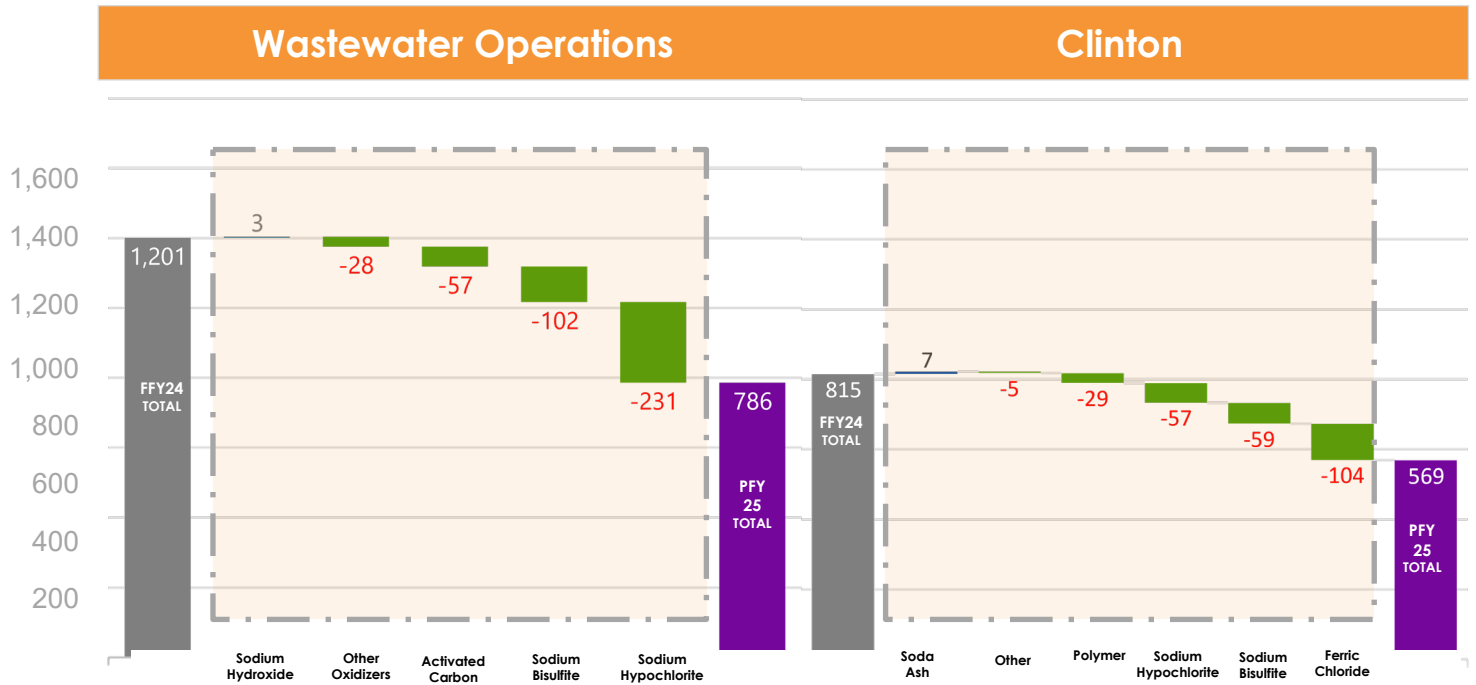 Wastewater Operations
Clinton
1,600
1,400
1,200
1,000
800
600
400
200
1,201
FFY24
TOTAL
3
-28
-57
-102
-231
786
PFY
25
TOTAL
Sodium
Hydroxide
Other
Oxidizers
Activated
Carbon
Sodium
Bisulfite
Sodium
Hypochlorite
815
FFY24
TOTAL
7
-5
-29
-57
-59
-104
569
PFY
25
TOTAL
Soda
Ash
Other
Polymer
Sodium
Hypochlorite
Sodium
Bisulfite
Ferric
Chloride